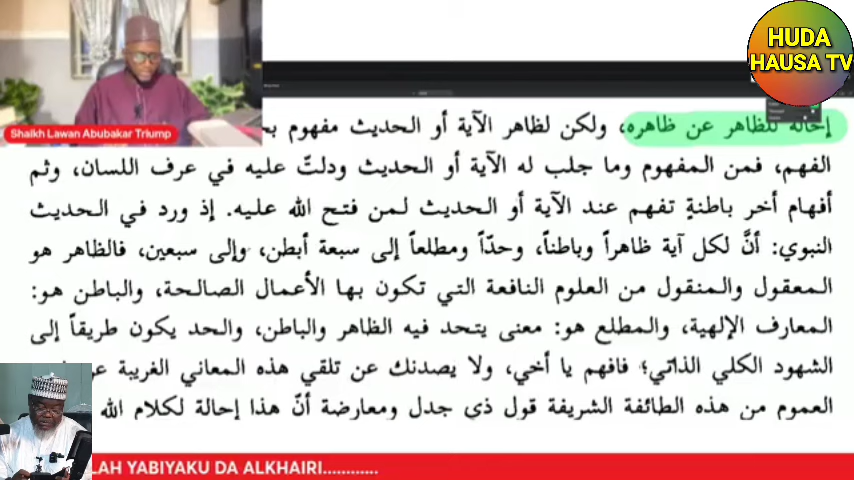 HUDA
HAUSA TV
Shaikh Lawan Abubakar Triump
إحالة للظاهر عن ظاهره، ولكن لظاهر الآية أو الحديث مفهوم
الفهم، فمن المفهوم وما جلب له الآية أو الحديث ودلتّ عليه في عرف اللسان، وثم
أفهام أخر باطنةٍ تفهم عند الآية أو الحديث لمن فتح الله عليه. إذ ورد في الحديث
النبوي: أنَّ لكل آية ظاهراً وباطناً، وحدّاً ومطلعاً إلى سبعة أبطن، وإلى سبعين، فالظاهر هو
المعقول والمنقول من العلوم النافعة التي تكون بها الأعمال الصالحة، والباطن هو:
المعارف الإلهية، والمطلع هو: معنى يتحد فيه الظاهر والباطن، والحد يكون طريقاً إلى
الشهود الكلي الذاتي؛ فافهم يا أخي، ولا يصدنك عن تلقي هذه المعاني الغريبة
العموم من هذه الطائفة الشريفة قول ذي جدل ومعارضة أنّ هذا إحالة لكلام الله
LAH YABIYAKU DA ALKHAIRI............